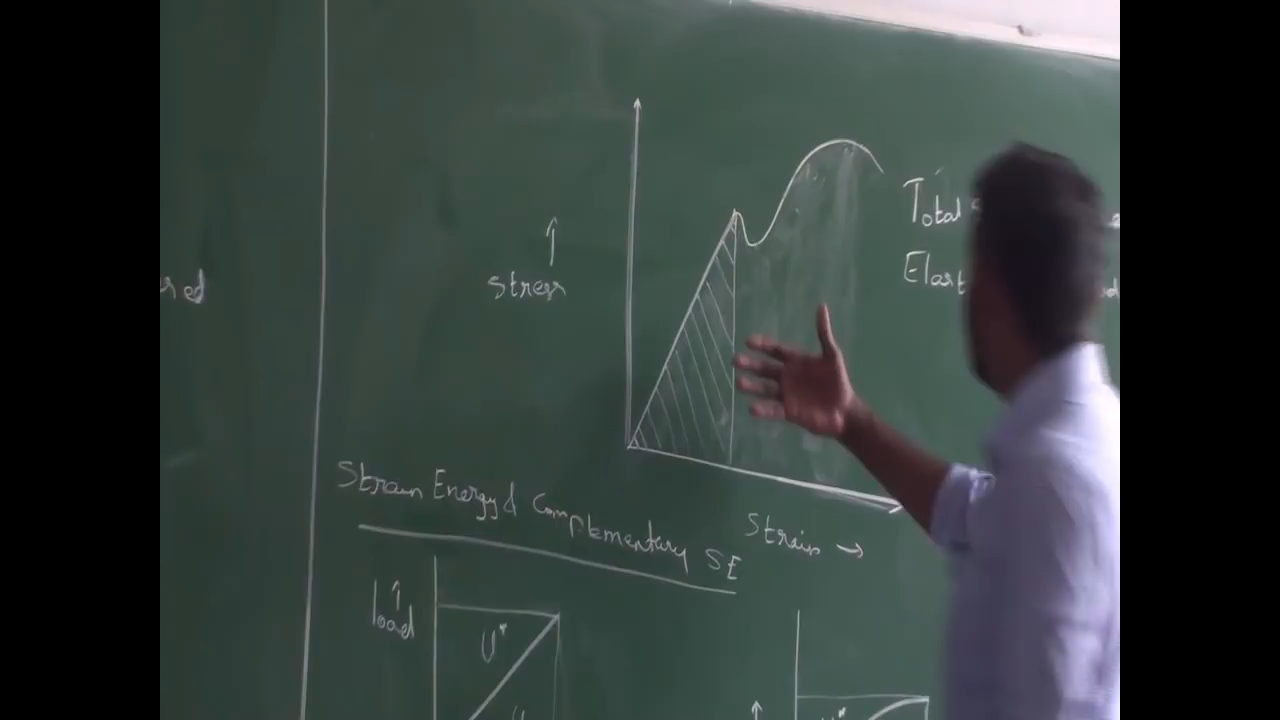 Total
Elast
stress
red
Strain Energy & Complementary SE
Strain →
load
U*